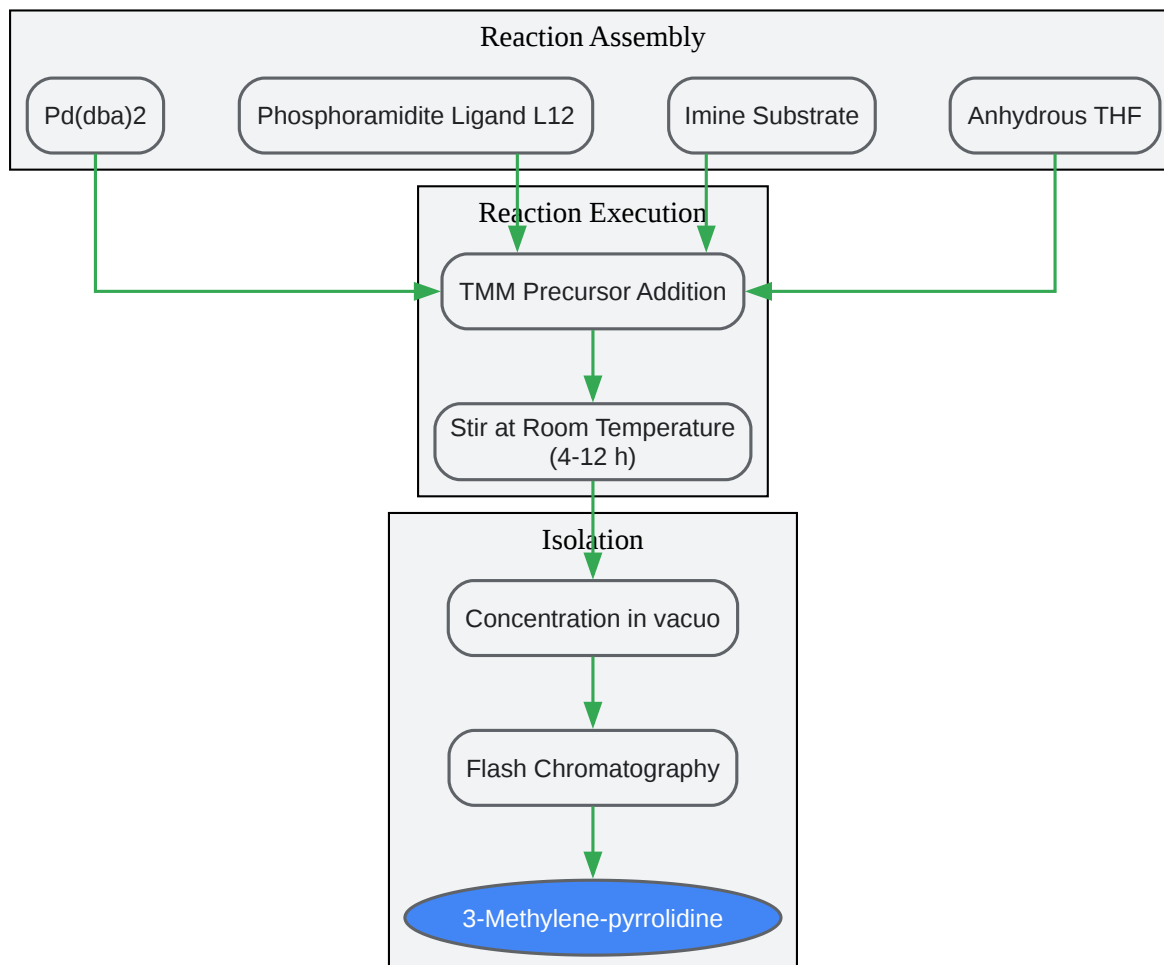 Reaction Assembly
Pd(dba)2
Phosphoramidite Ligand L12
Imine Substrate
Anhydrous THF
Reaction Execution
TMM Precursor Addition
Stir at Room Temperature
(4-12 h)
Isolation
Concentration in vacuo
Flash Chromatography
3-Methylene-pyrrolidine